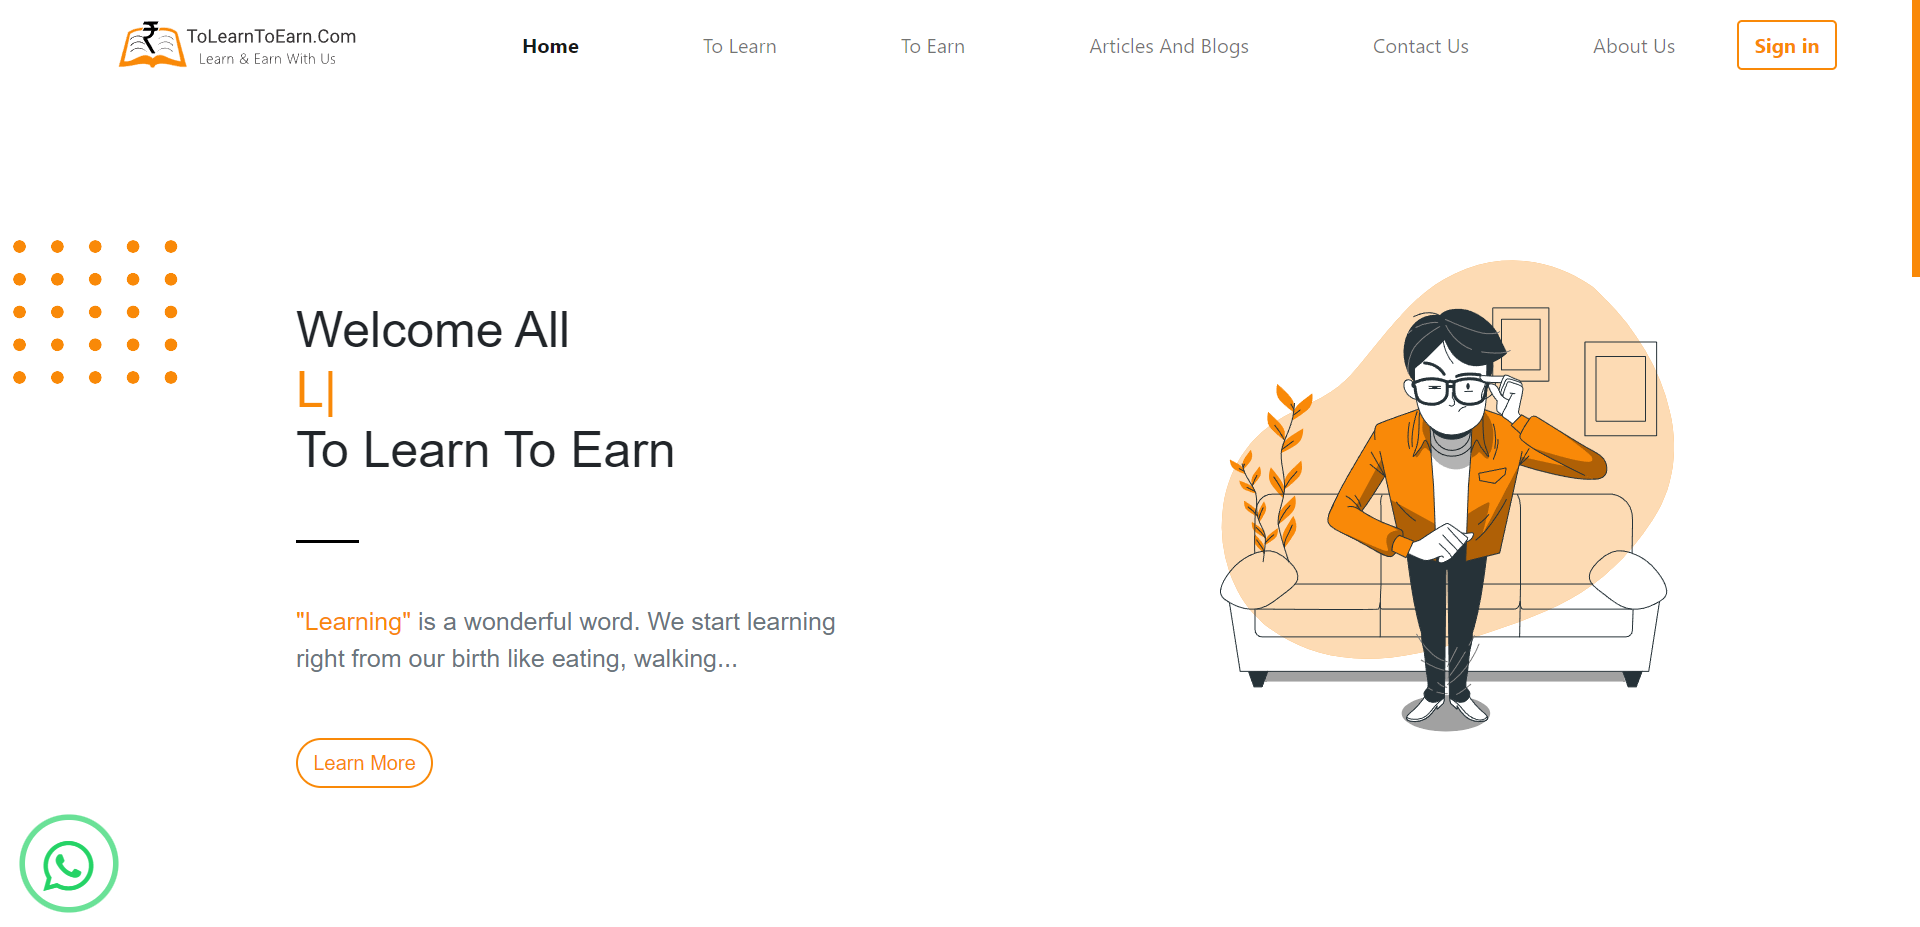 ToLearnToEarn.Com
Learn & Earn With Us
Home
To Learn
To Earn
Articles And Blogs
Contact Us
About Us
Sign in
Welcome All
L|
To Learn To Earn
"Learning" is a wonderful word. We start learning
right from our birth like eating, walking...
Learn More